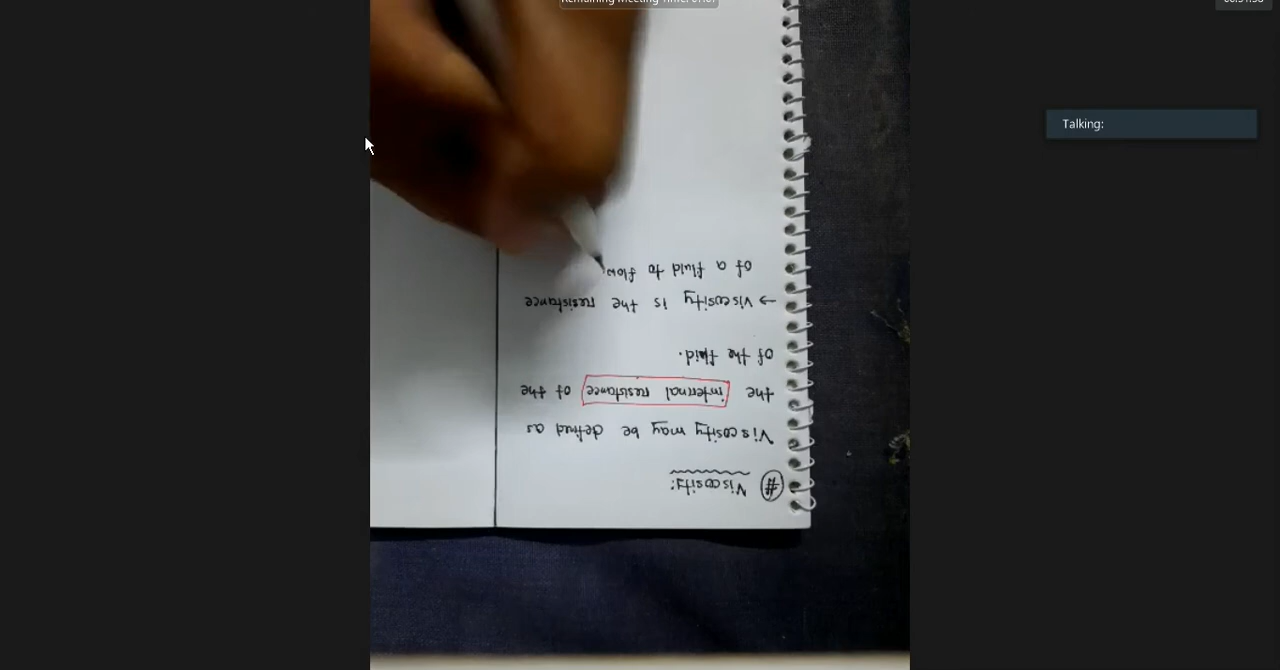 Talking:
# Viscosity:
Viscosity may be defined as
the internal resistance of the
of the fluid.
→ Viscosity is the resistance
of a fluid to flow